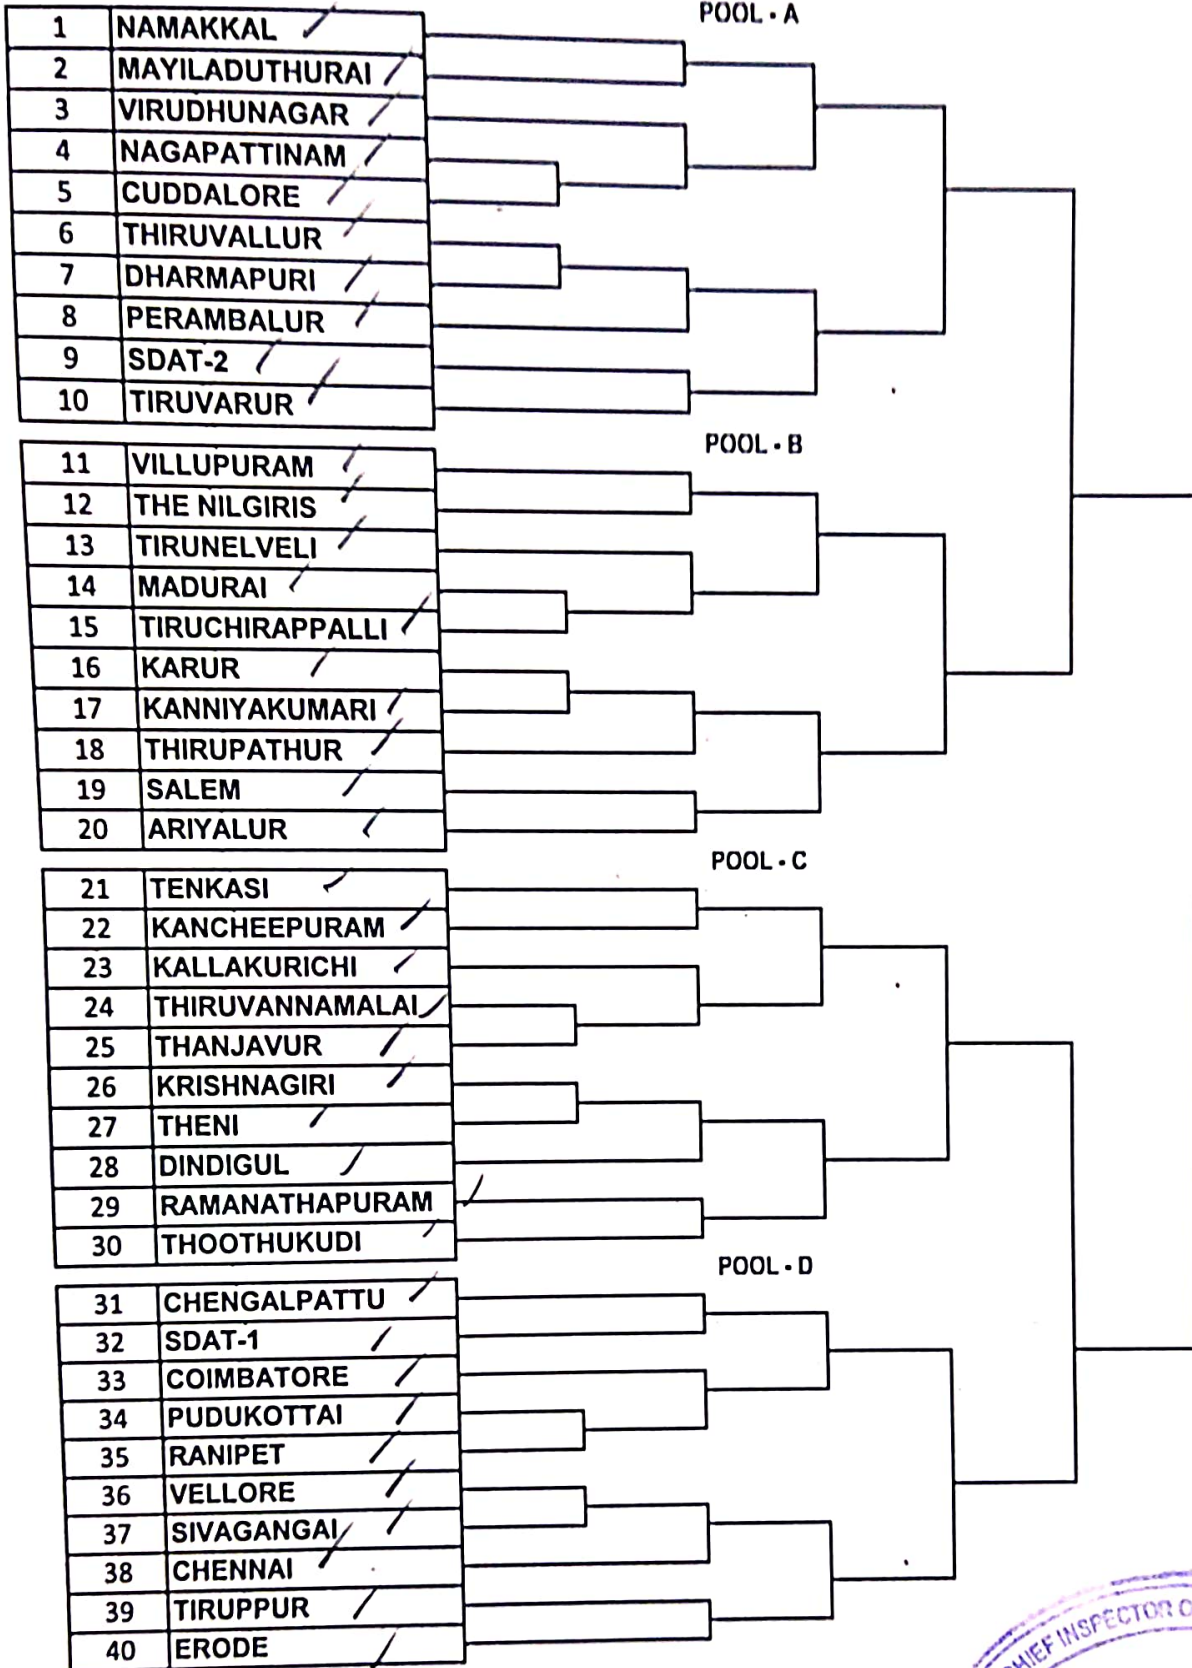 POOL - A
1 NAMAKKAL
2 MAYILADUTHURAI
3 VIRUDHUNAGAR
4 NAGAPATTINAM
5 CUDDALORE
6 THIRUVALLUR
7 DHARMAPURI
8 PERAMBALUR
9 SDAT-2
10 TIRUVARUR
POOL - B
11 VILLUPURAM
12 THE NILGIRIS
13 TIRUNELVELI
14 MADURAI
15 TIRUCHIRAPPALLI
16 KARUR
17 KANNIYAKUMARI
18 THIRUPATHUR
19 SALEM
20 ARIYALUR
POOL - C
21 TENKASI
22 KANCHEEPURAM
23 KALLAKURICHI
24 THIRUVANNAMALAI
25 THANJAVUR
26 KRISHNAGIRI
27 THENI
28 DINDIGUL
29 RAMANATHAPURAM
30 THOOTHUKUDI
POOL - D
31 CHENGALPATTU
32 SDAT-1
33 COIMBATORE
34 PUDUKOTTAI
35 RANIPET
36 VELLORE
37 SIVAGANGAI
38 CHENNAI
39 TIRUPPUR
40 ERODE
HIEF INSPECTOR O